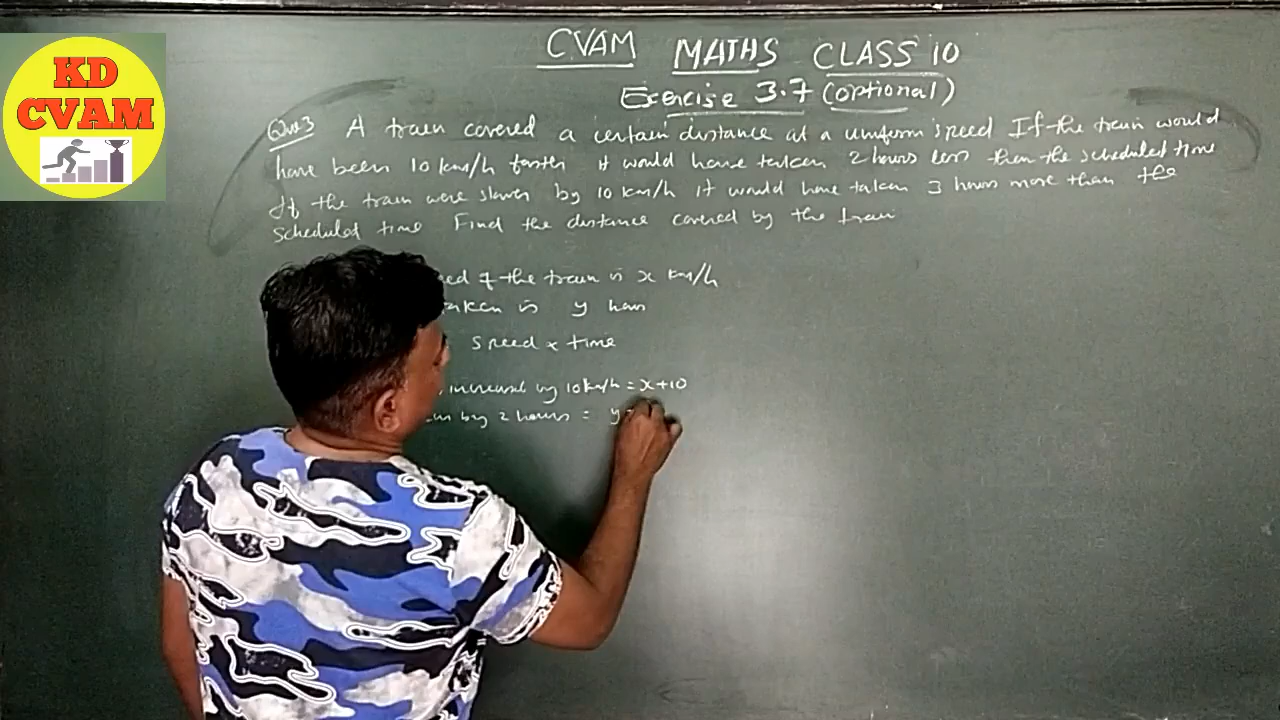 KD
CVAM
CVAM MATHS CLASS 10
Exercise 3.7 (optional)
Que3 A train covered a certain distance at a uniform speed If the train would
have been 10 km/h faster it would have taken 2 hours less than the scheduled time
If the train were slower by 10 km/h it would have taken 3 hours more than the
scheduled time Find the distance covered by the train
of the train is x km/h
taken is y hours
speed x time
increased by 10 km/h = x+10
by 2 hours = y